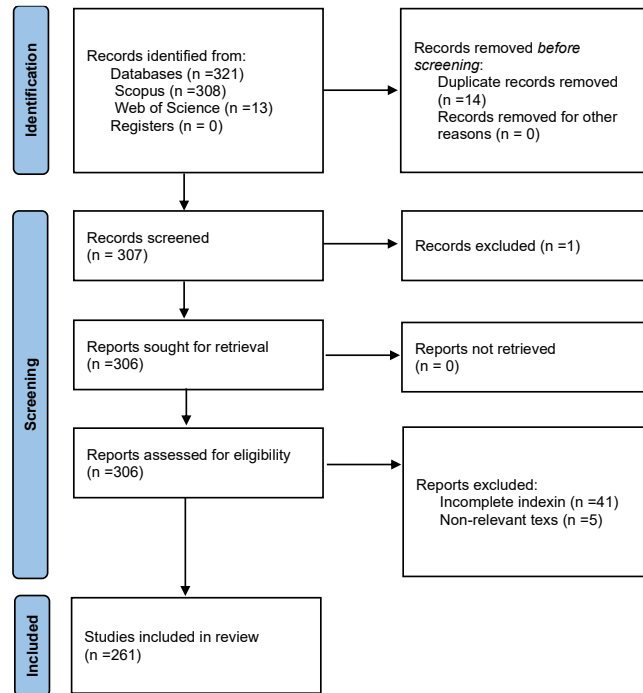 Identification
Records identified from:
Databases (n =321)
Scopus (n =308)
Web of Science (n =13)
Registers (n = 0)
Records removed before
screening:
Duplicate records removed
(n =14)
Records removed for other
reasons (n = 0)
Screening
Records screened
(n = 307)
Records excluded (n =1)
Reports sought for retrieval
(n =306)
Reports not retrieved
(n = 0)
Reports assessed for eligibility
(n =306)
Reports excluded:
Incomplete indexin (n =41)
Non-relevant texs (n =5)
Included
Studies included in review
(n =261)